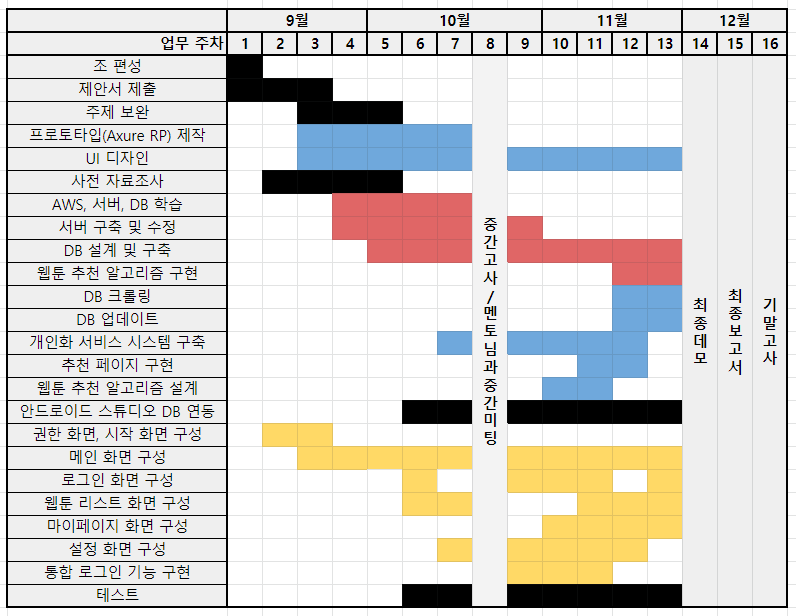 9월 10월 11월 12월
업무 주차 1 2 3 4 5 6 7 8 9 10 11 12 13 14 15 16
조 편성
제안서 제출
주제 보완
프로토타입(Axure RP) 제작
UI 디자인
사전 자료조사
AWS, 서버, DB 학습
서버 구축 및 수정
DB 설계 및 구축
웹툰 추천 알고리즘 구현
DB 크롤링
DB 업데이트
개인화 서비스 시스템 구축
추천 페이지 구현
웹툰 추천 알고리즘 설계
안드로이드 스튜디오 DB 연동
권한 화면, 시작 화면 구성
메인 화면 구성
로그인 화면 구성
웹툰 리스트 화면 구성
마이페이지 화면 구성
설정 화면 구성
통합 로그인 기능 구현
테스트
중간고사/멘토님과중간미팅
최종데모
최종보고서
기말고사